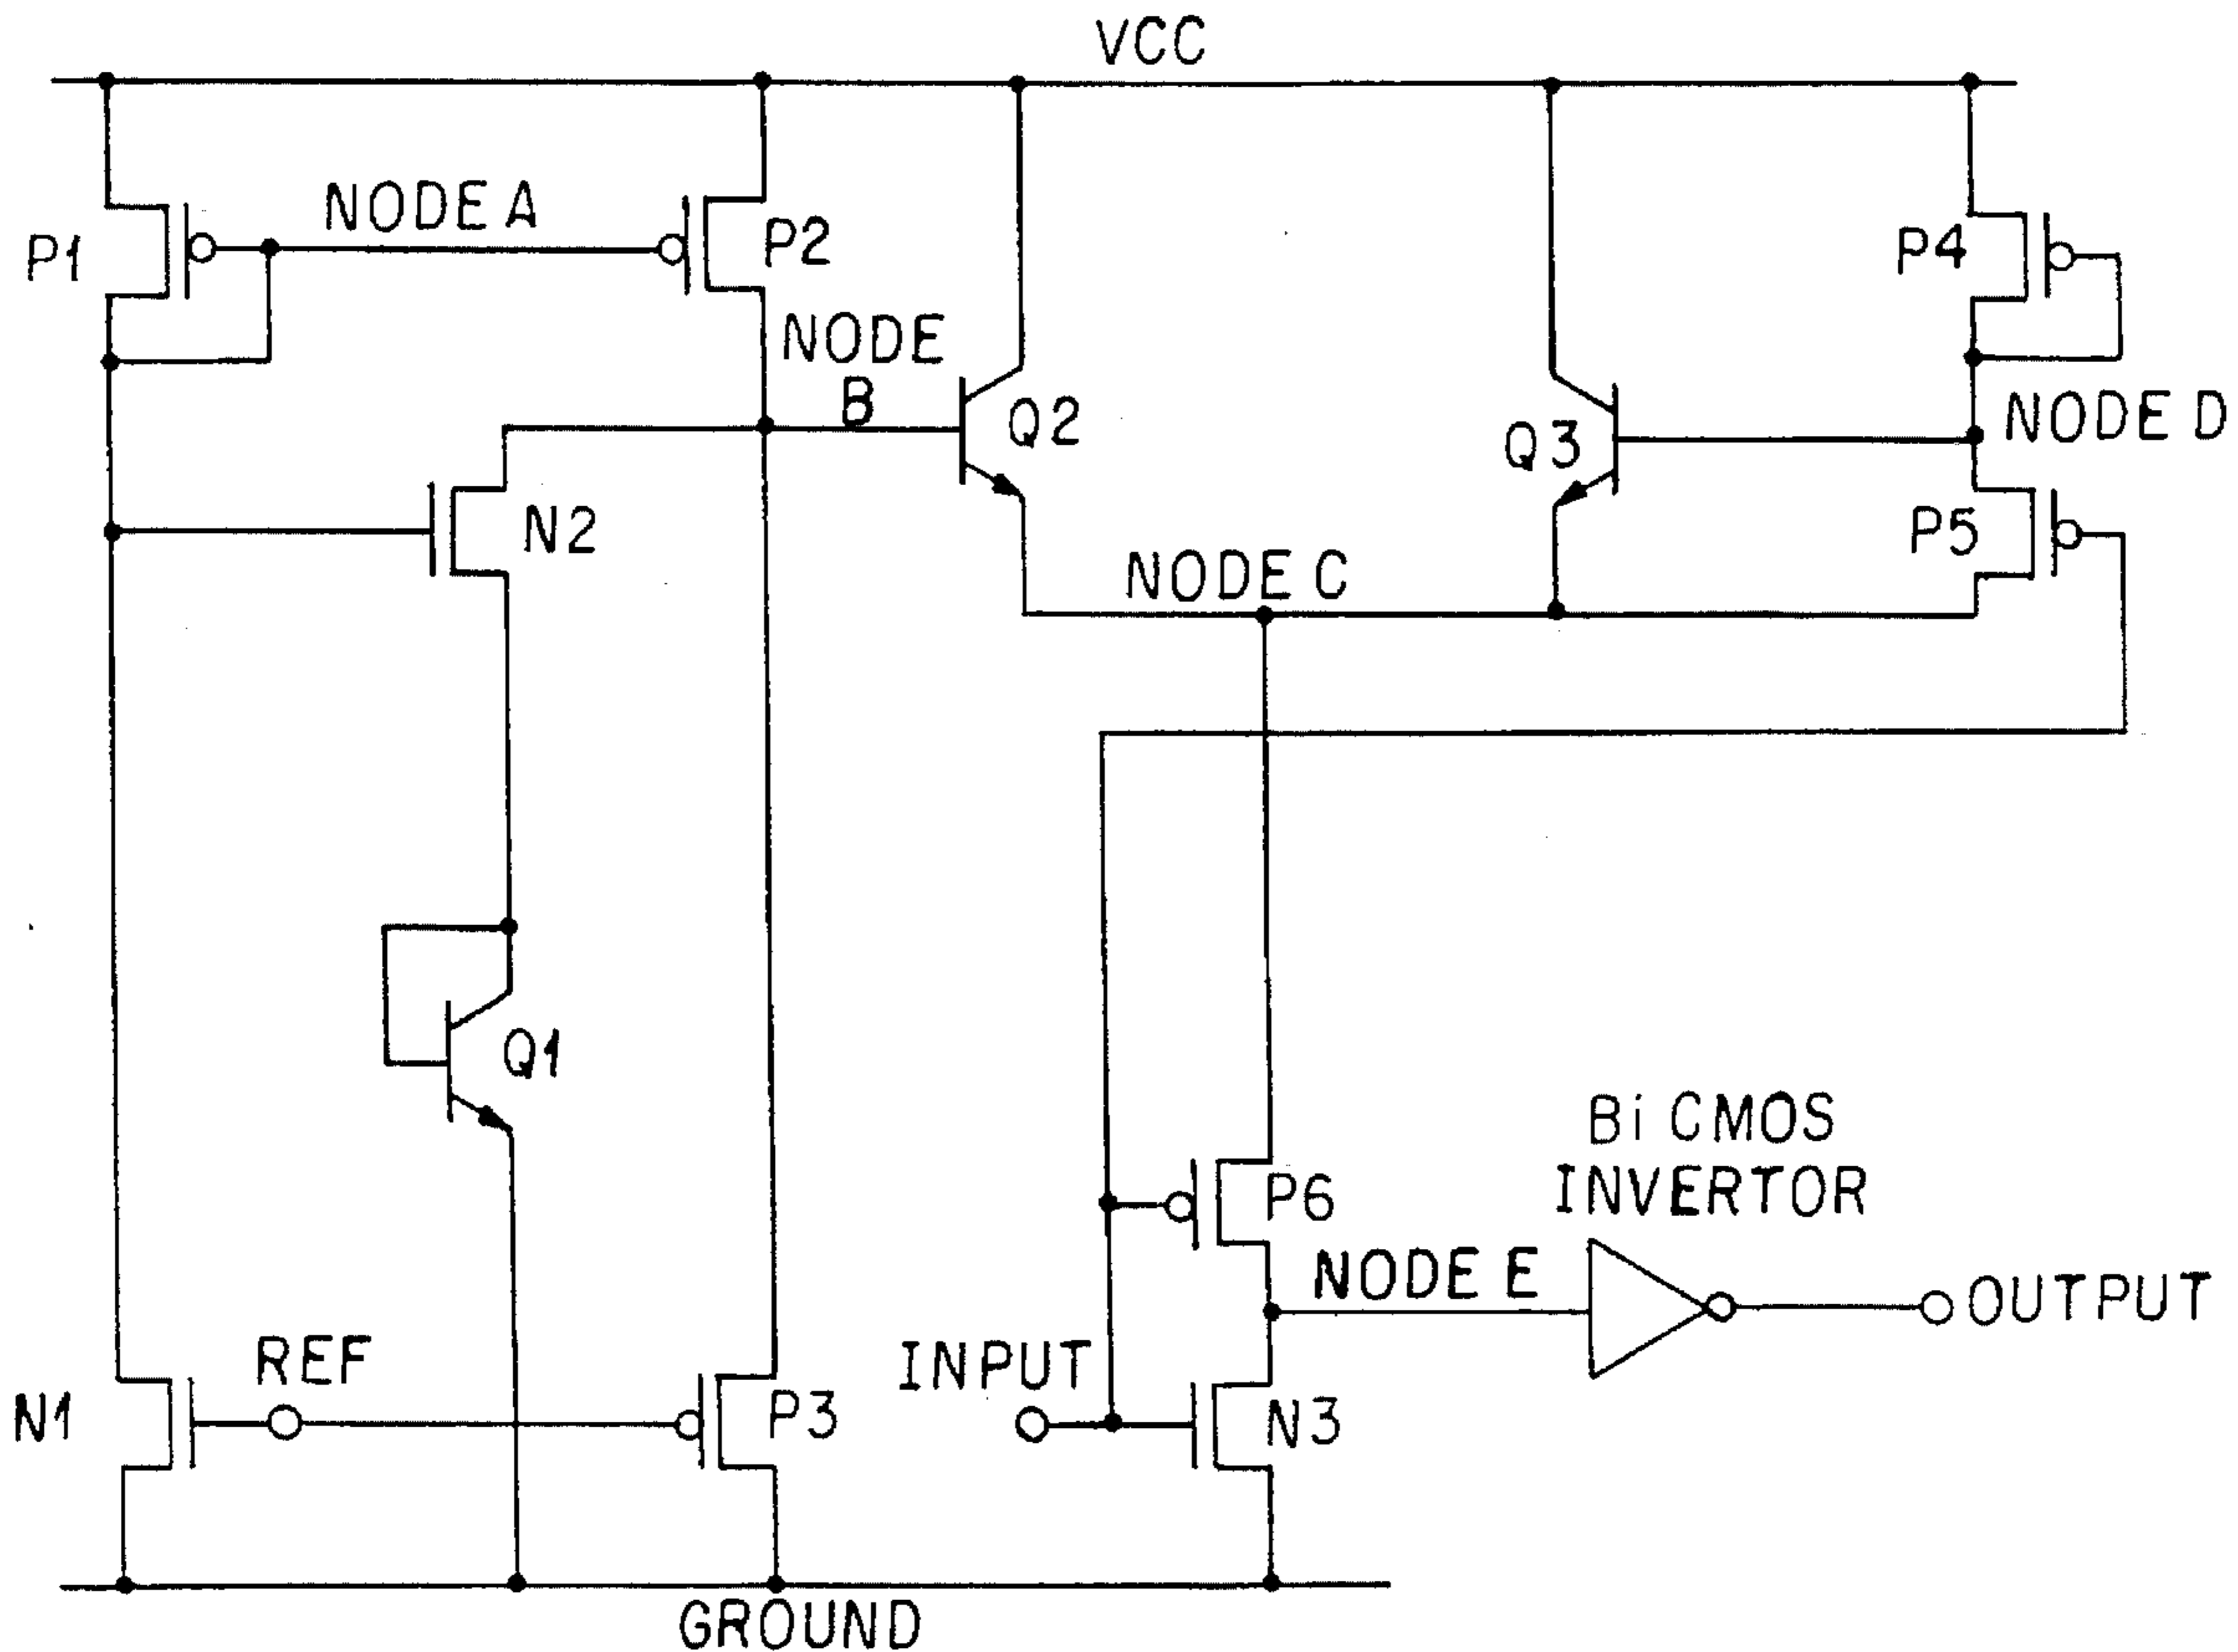 VCC
NODE A
P1
P2
P4
NODE
B
Q2
Q3
NODE D
N2
P5
NODE C
Q1
Bi CMOS
INVERTOR
P6
NODE E
OUTPUT
REF
INPUT
N1
P3
N3
GROUND